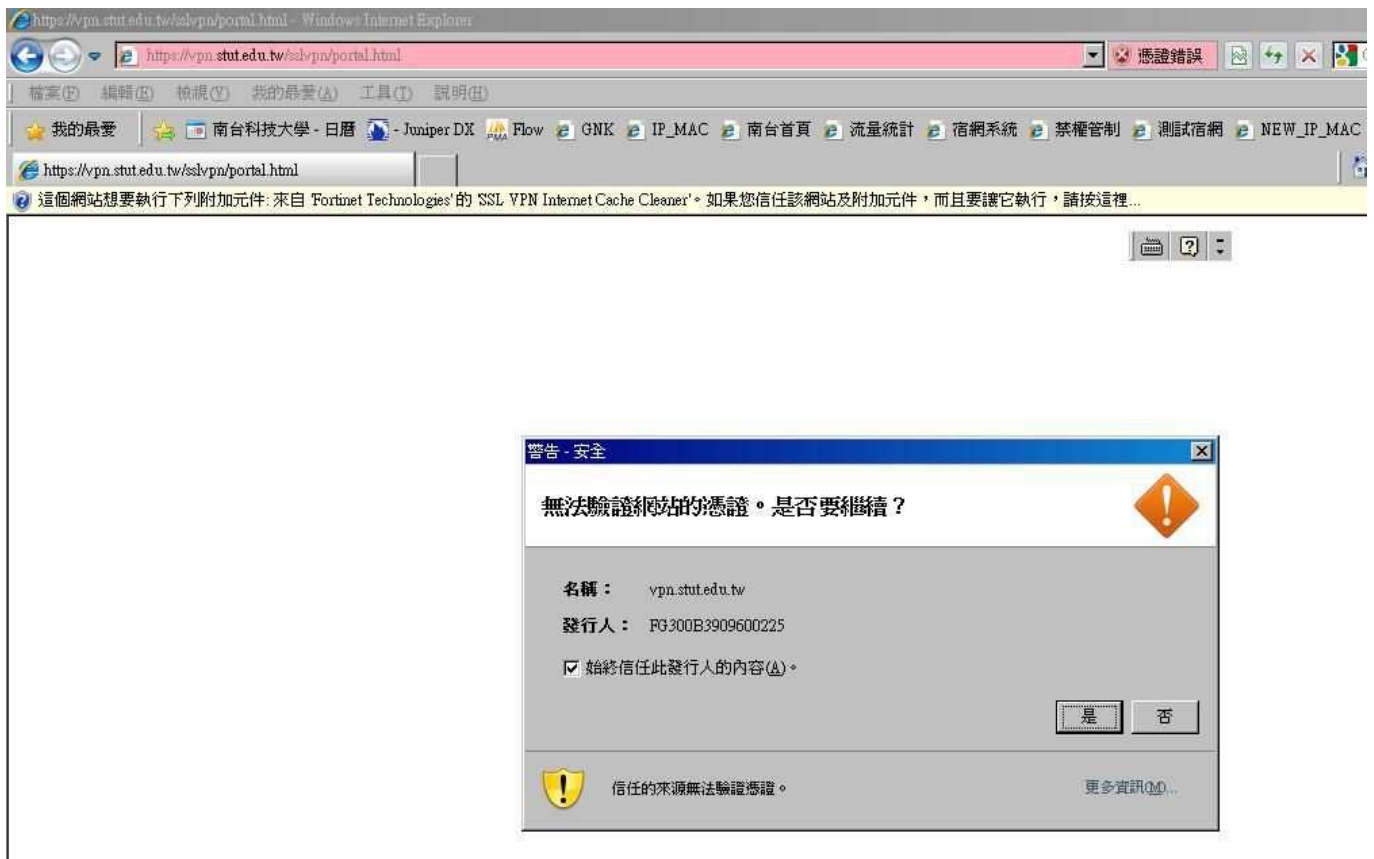 https://vpn.stut.edu.tw/sslvpn/portal.html - Windows Internet Explorer
https://vpn.stut.edu.tw/sslvpn/portal.html 憑證錯誤
檔案(F) 編輯(E) 檢視(V) 我的最愛(A) 工具(T) 說明(H)
我的最愛 南台科技大學 - 日曆 - Juniper DX Flow GNK IP_MAC 南台首頁 流量統計 宿網系統 禁權管制 測試宿網 NEW_IP_MAC
https://vpn.stut.edu.tw/sslvpn/portal.html
這個網站想要執行下列附加元件: 來自 'Fortinet Technologies' 的 'SSL VPN Internet Cache Cleaner'。如果您信任該網站及附加元件，而且要讓它執行，請按這裡...
警告 - 安全
無法驗證網站的憑證。是否要繼續？
名稱： vpn.stut.edu.tw
發行人： FG300B3909600225
始終信任此發行人的內容(A)。
是 否
信任的來源無法驗證憑證。 更多資訊(M)...